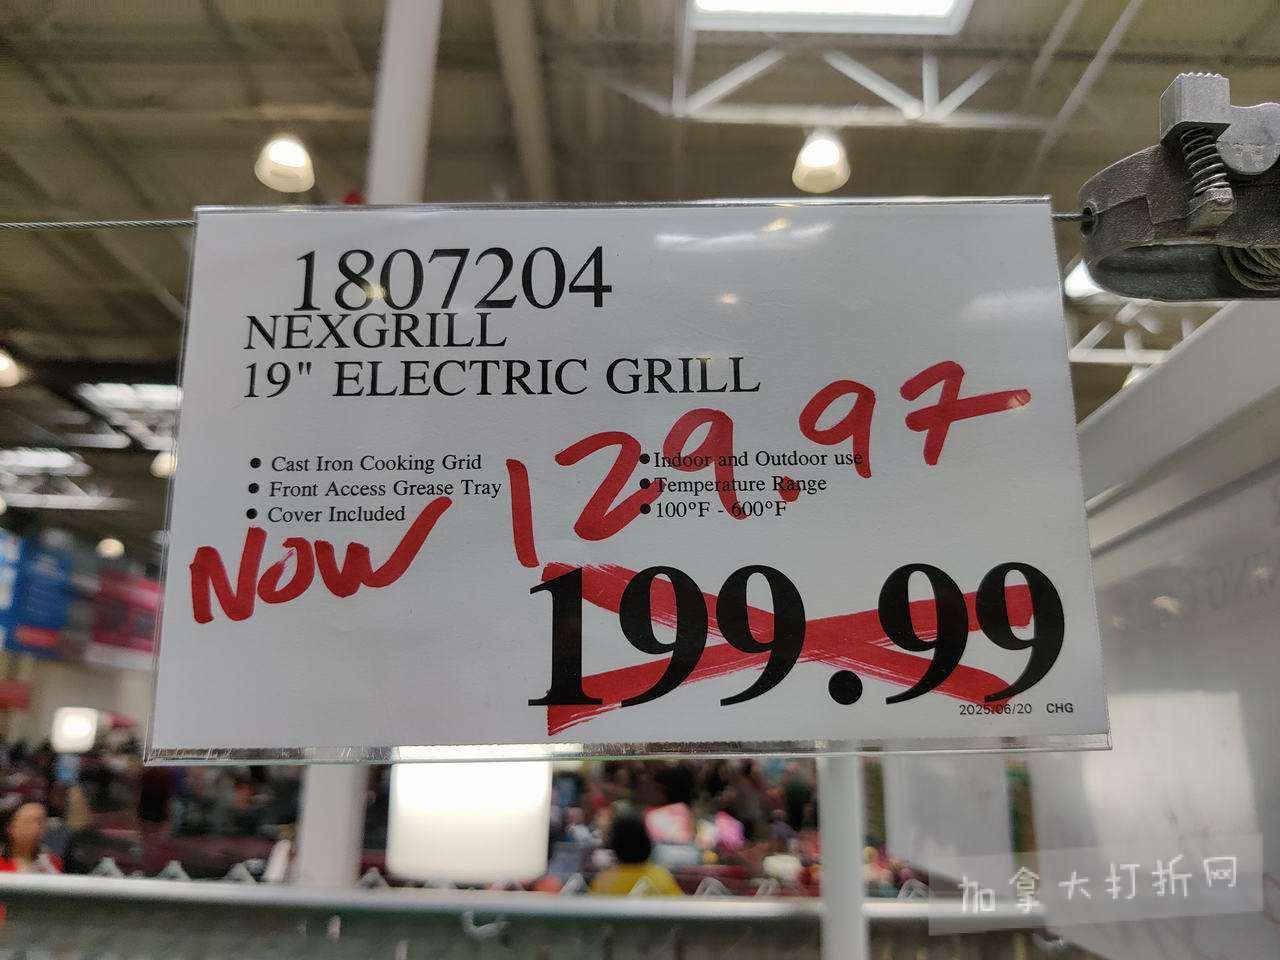 1807204
NEXGRILL
19" ELECTRIC GRILL
129.97
• Cast Iron Cooking Grid
• Front Access Grease Tray
• Cover Included
• Indoor and Outdoor use
• Temperature Range
• 100°F - 600°F
NOW
199.99
2025/06/20 CHG
加拿大打折网